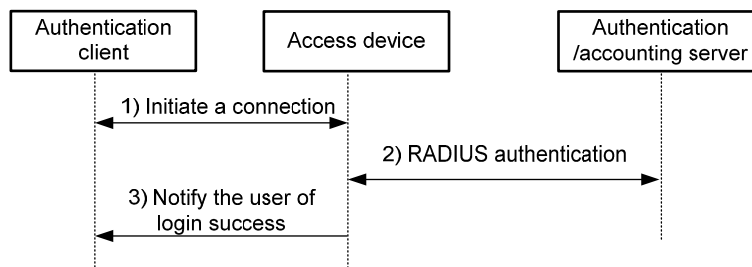 Authentication
client
Access device
Authentication
/accounting server
1) Initiate a connection
2) RADIUS authentication
3) Notify the user of
login success